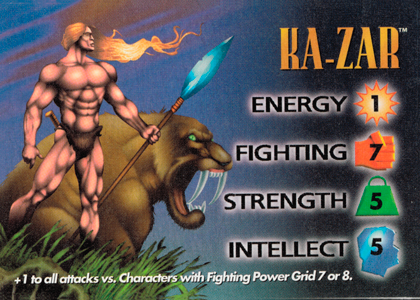 KA-ZAR™
ENERGY 1
FIGHTING 7
STRENGTH 5
INTELLECT 5
+1 to all attacks vs. Characters with Fighting Power Grid 7 or 8.